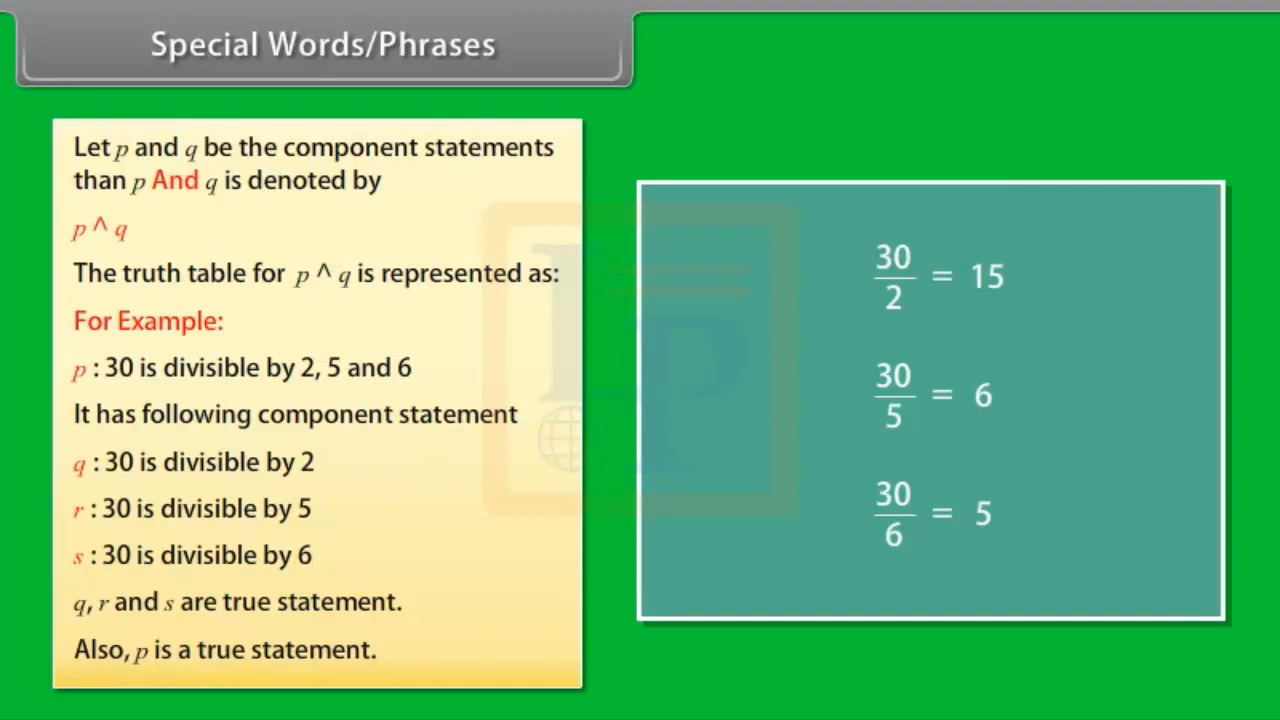 Special Words/Phrases
Let p and q be the component statements
than p And q is denoted by
p ^ q
The truth table for p ^ q is represented as:
For Example:
p : 30 is divisible by 2, 5 and 6
It has following component statement
q : 30 is divisible by 2
r : 30 is divisible by 5
s : 30 is divisible by 6
q, r and s are true statement.
Also, p is a true statement.
30/2 = 15
30/5 = 6
30/6 = 5